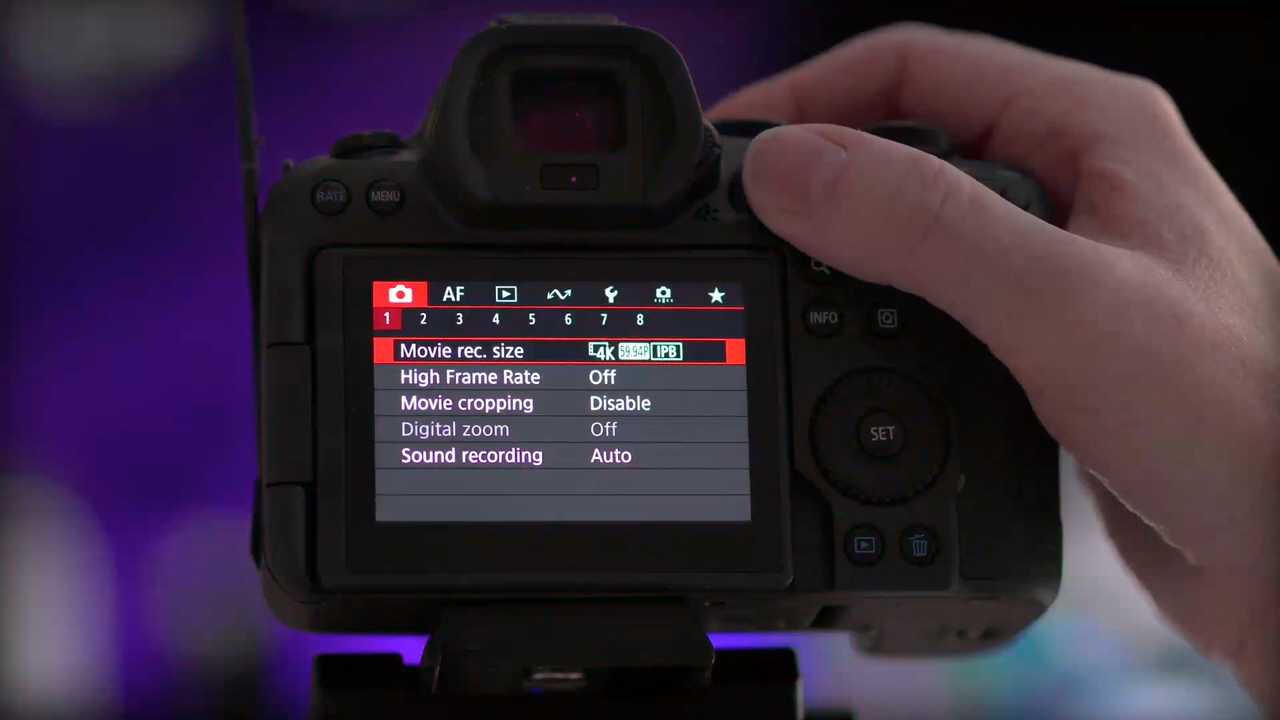 RATE MENU
AF
1 2 3 4 5 6 7 8
Movie rec. size 4K 59.94P IPB
High Frame Rate Off
Movie cropping Disable
Digital zoom Off
Sound recording Auto
INFO Q
SET